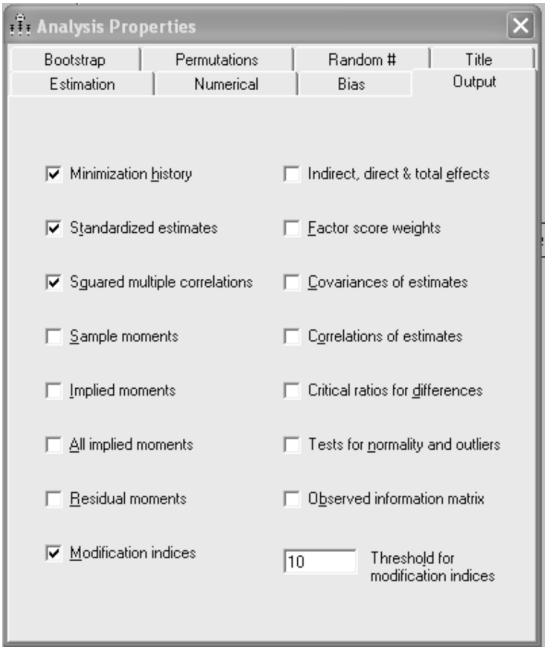 Analysis Properties
Bootstrap Permutations Random # Title
Estimation Numerical Bias Output
Minimization history Indirect, direct & total effects
Standardized estimates Factor score weights
Squared multiple correlations Covariances of estimates
Sample moments Correlations of estimates
Implied moments Critical ratios for differences
All implied moments Tests for normality and outliers
Residual moments Observed information matrix
Modification indices 10 Threshold for
modification indices